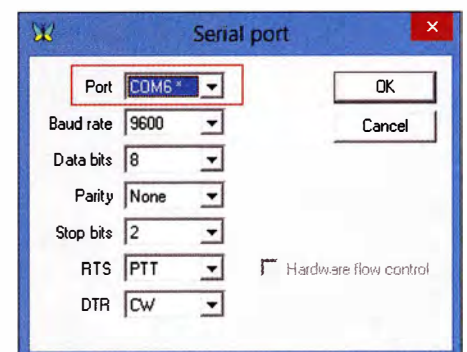 Serial port
Port COM6 * OK
Baud rate 9600 Cancel
Data bits 8
Parity None
Stop bits 2
RTS PTT Hardware flow control
DTR CW